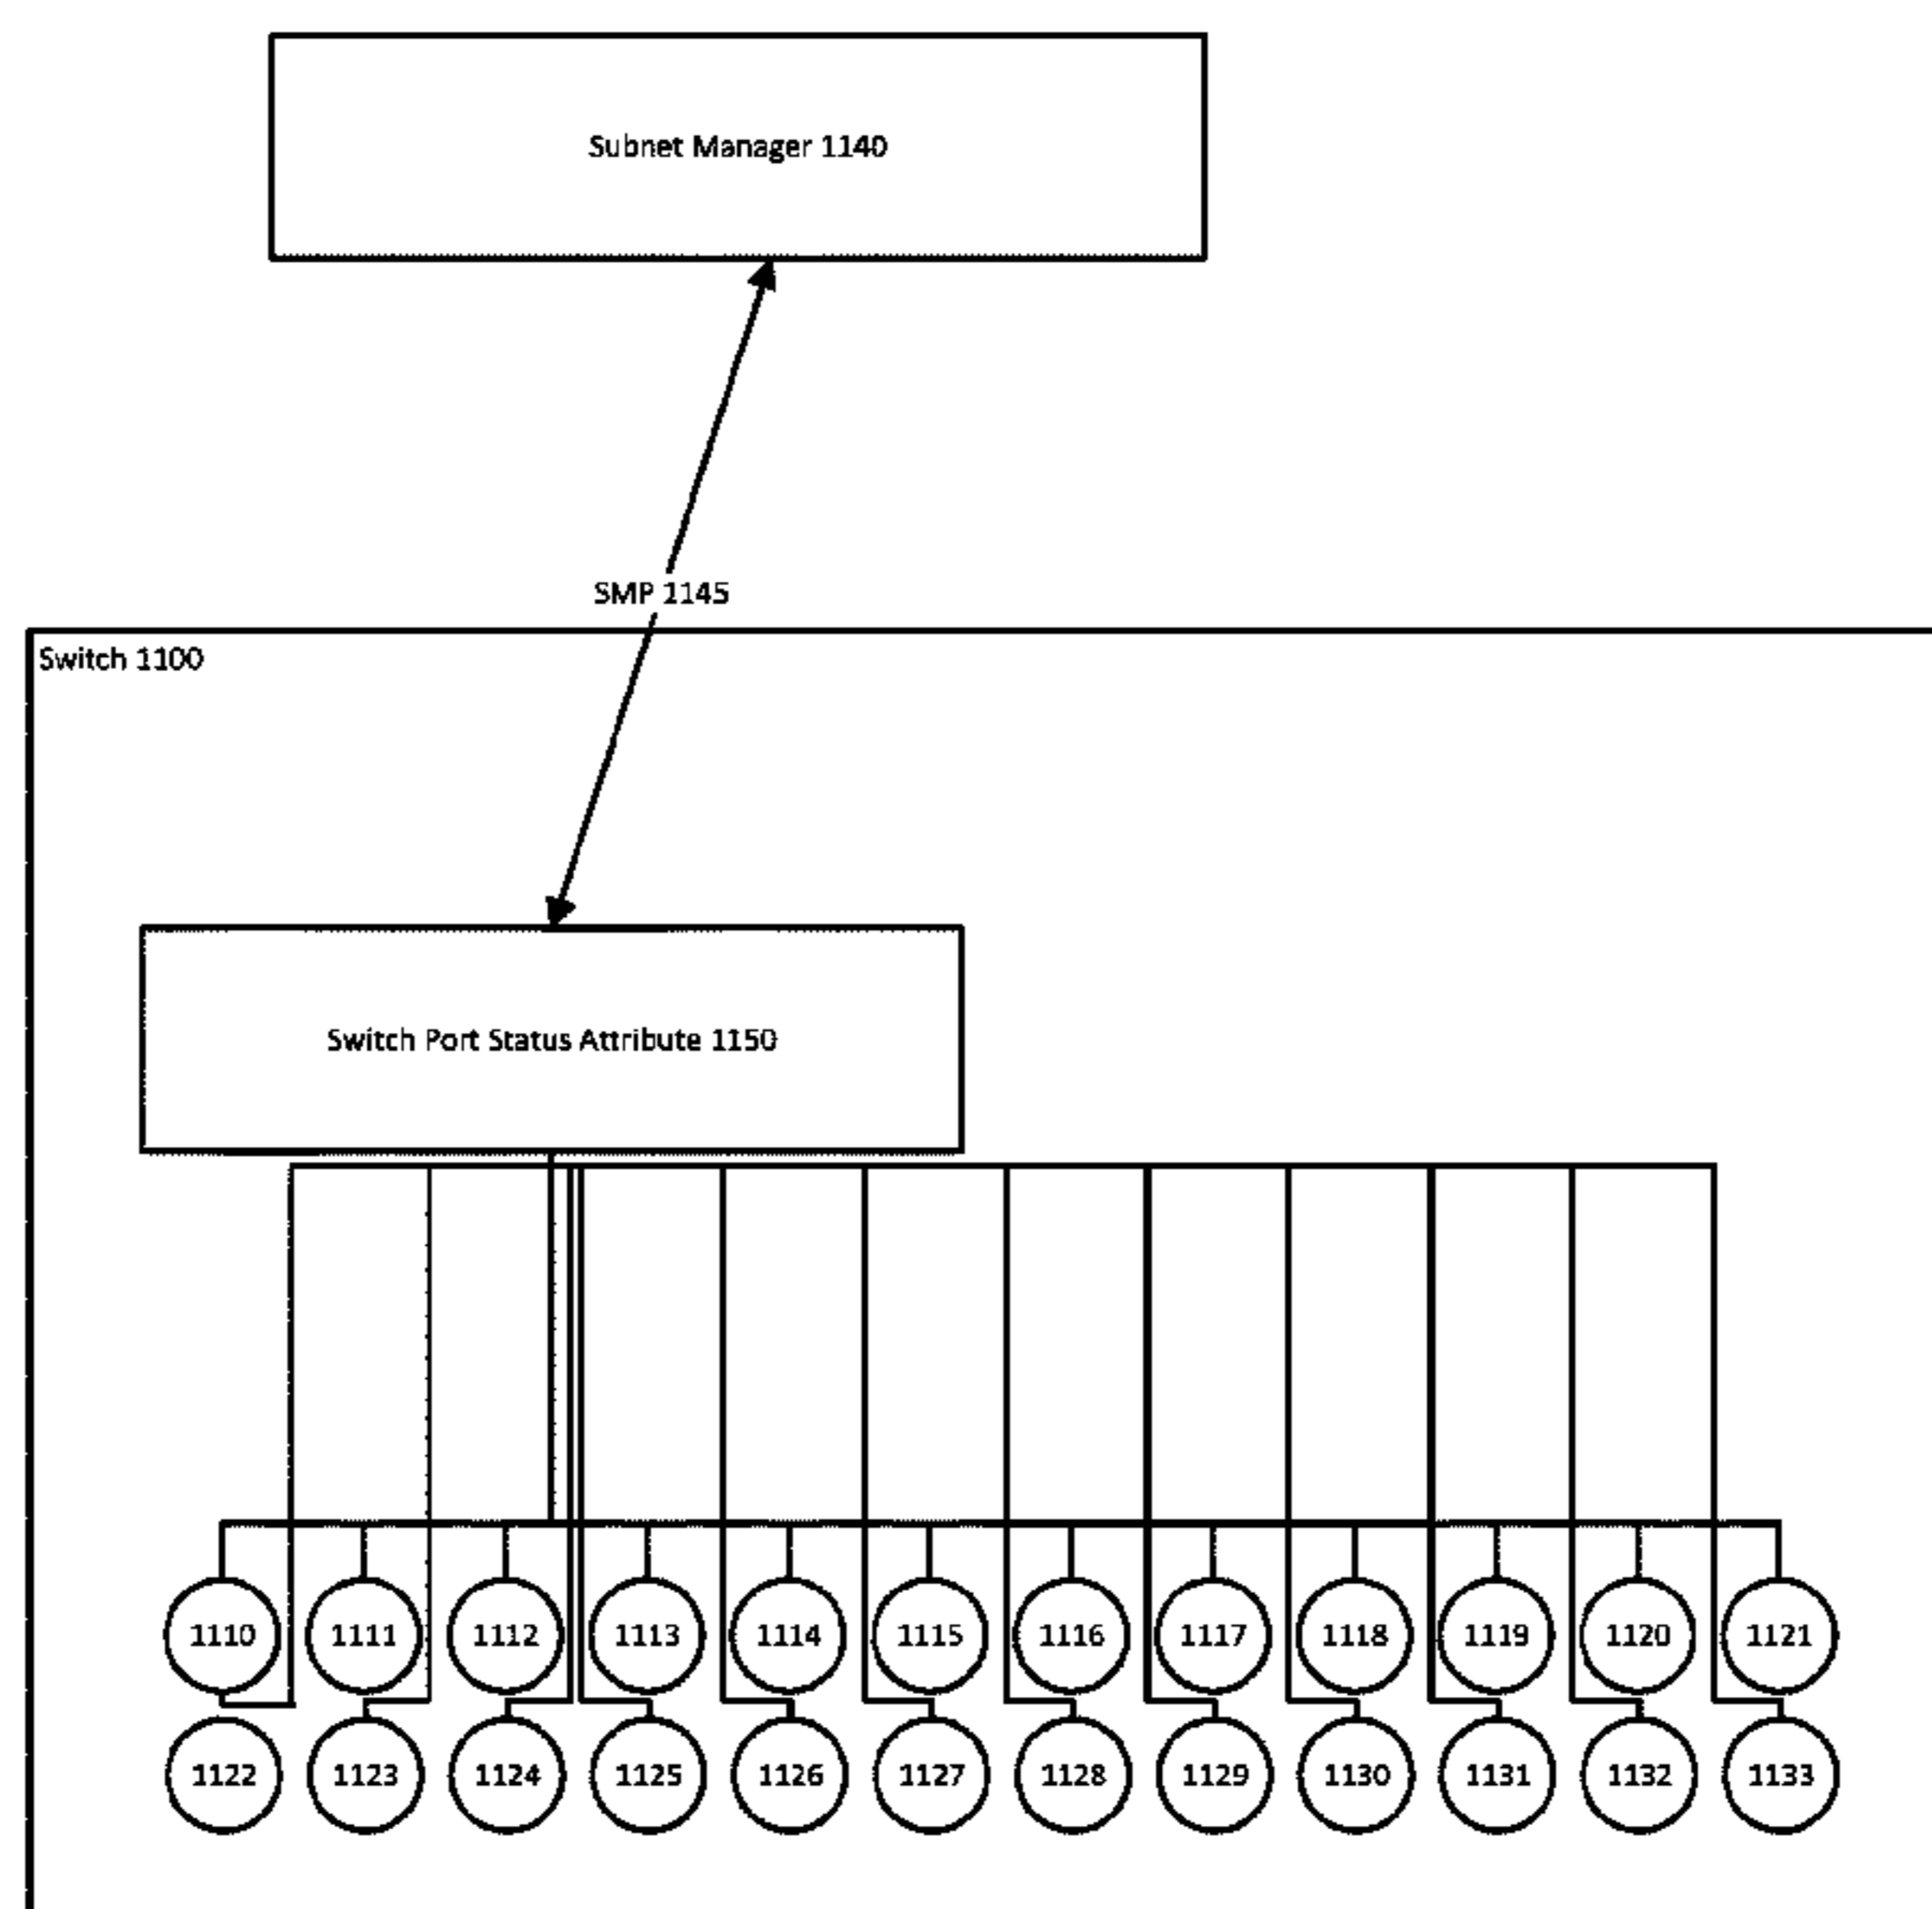 Subnet Manager 1140
SMP 1145
Switch 1100
Switch Port Status Attribute 1150
1110 1111 1112 1113 1114 1115 1116 1117 1118 1119 1120 1121
1122 1123 1124 1125 1126 1127 1128 1129 1130 1131 1132 1133